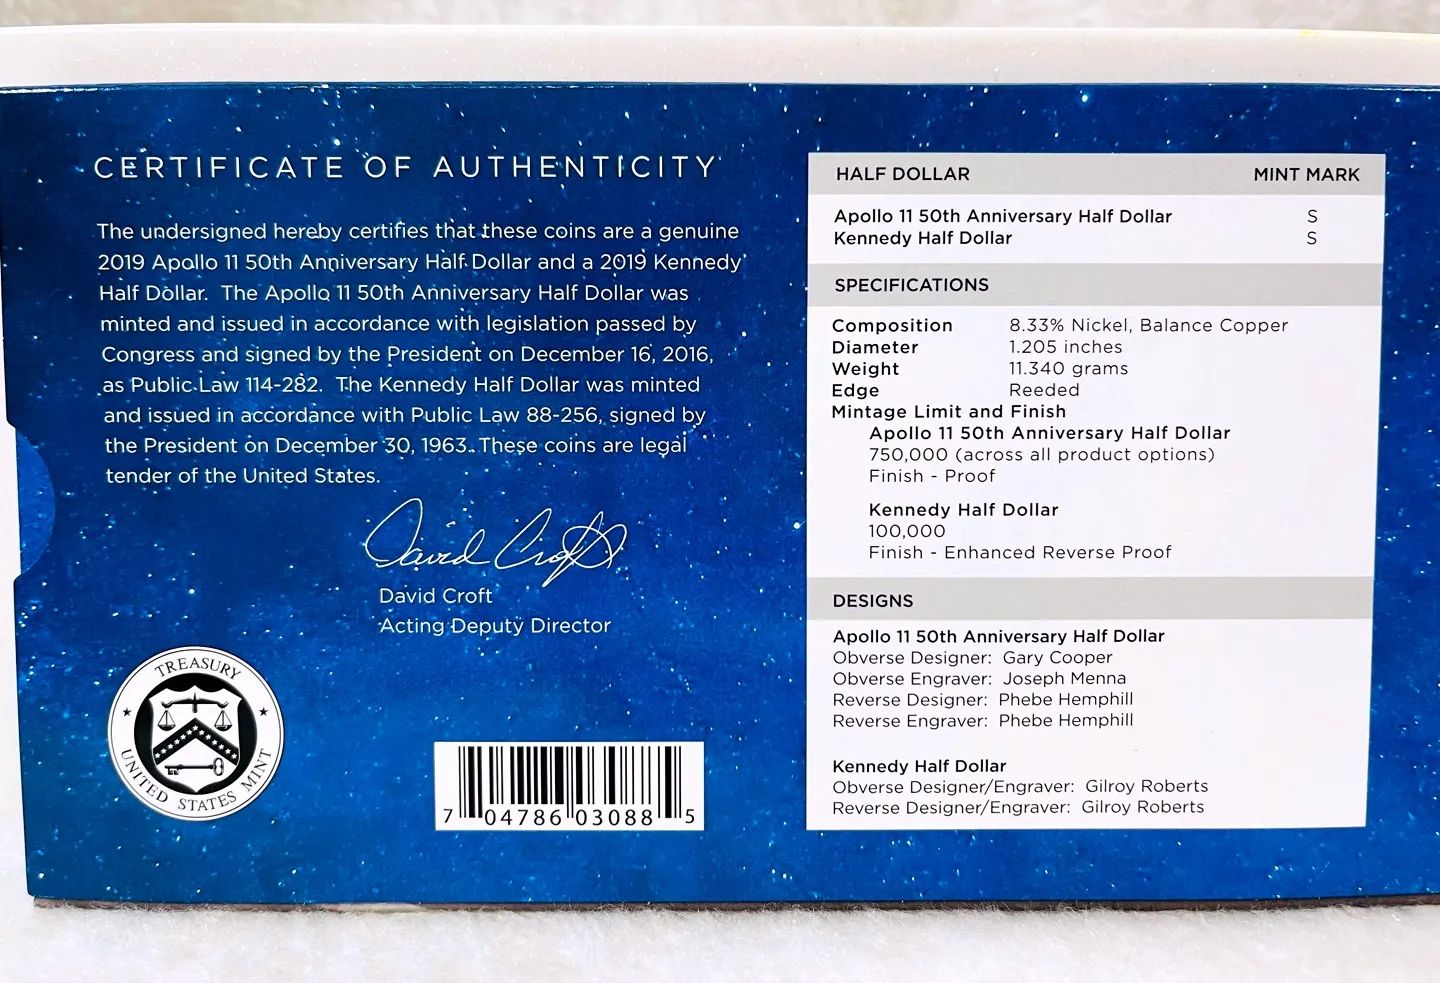 CERTIFICATE OF AUTHENTICITY
The undersigned hereby certifies that these coins are a genuine
2019 Apollo 11 50th Anniversary Half Dollar and a 2019 Kennedy
Half Dollar. The Apollo 11 50th Anniversary Half Dollar was
minted and issued in accordance with legislation passed by
Congress and signed by the President on December 16, 2016,
as Public Law 114-282. The Kennedy Half Dollar was minted
and issued in accordance with Public Law 88-256, signed by
the President on December 30, 1963. These coins are legal
tender of the United States.
David Croft
David Croft
Acting Deputy Director
TREASURY
UNITED STATES MINT
7 04786 03088 5
HALF DOLLAR MINT MARK
Apollo 11 50th Anniversary Half Dollar S
Kennedy Half Dollar S
SPECIFICATIONS
Composition 8.33% Nickel, Balance Copper
Diameter 1.205 inches
Weight 11.340 grams
Edge Reeded
Mintage Limit and Finish
Apollo 11 50th Anniversary Half Dollar
750,000 (across all product options)
Finish - Proof
Kennedy Half Dollar
100,000
Finish - Enhanced Reverse Proof
DESIGNS
Apollo 11 50th Anniversary Half Dollar
Obverse Designer: Gary Cooper
Obverse Engraver: Joseph Menna
Reverse Designer: Phebe Hemphill
Reverse Engraver: Phebe Hemphill
Kennedy Half Dollar
Obverse Designer/Engraver: Gilroy Roberts
Reverse Designer/Engraver: Gilroy Roberts